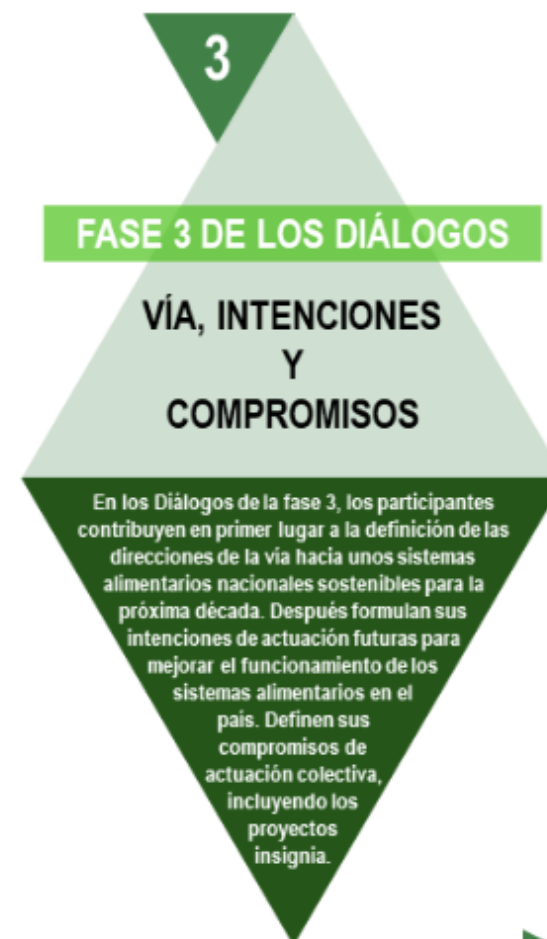 3
FASE 3 DE LOS DIÁLOGOS
VÍA, INTENCIONES
Y
COMPROMISOS
En los Diálogos de la fase 3, los participantes
contribuyen en primer lugar a la definición de las
direcciones de la vía hacia unos sistemas
alimentarios nacionales sostenibles para la
próxima década. Después formulan sus
intenciones de actuación futuras para
mejorar el funcionamiento de los
sistemas alimentarios en el
país. Definen sus
compromisos de
actuación colectiva,
incluyendo los
proyectos
insignia.